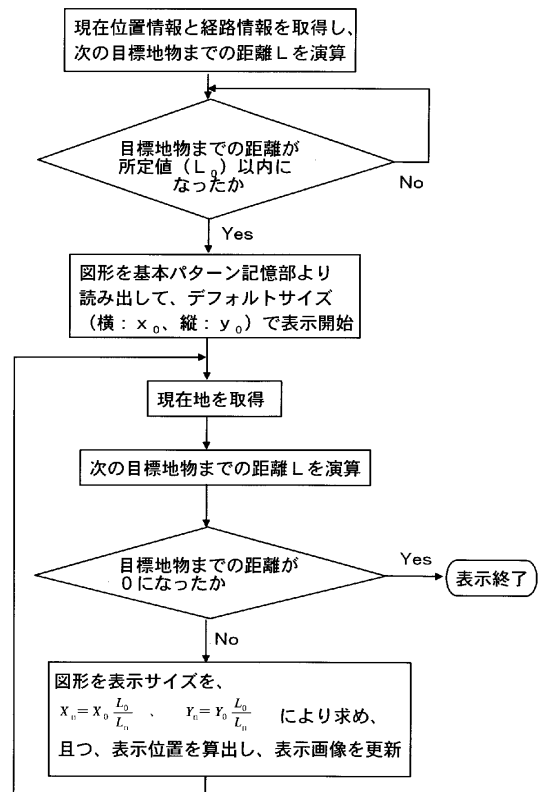 現在位置情報と経路情報を取得し、
次の目標地物までの距離Lを演算
目標地物までの距離が
所定値（L₀）以内に
なったか
No
Yes
図形を基本パターン記憶部より
読み出して、デフォルトサイズ
（横：x₀、縦：y₀）で表示開始
現在地を取得
次の目標地物までの距離Lを演算
目標地物までの距離が
0になったか
Yes
表示終了
No
図形を表示サイズを、
Xₙ=X₀ L₀/Lₙ 、 Yₙ=Y₀ L₀/Lₙ により求め、
且つ、表示位置を算出し、表示画像を更新